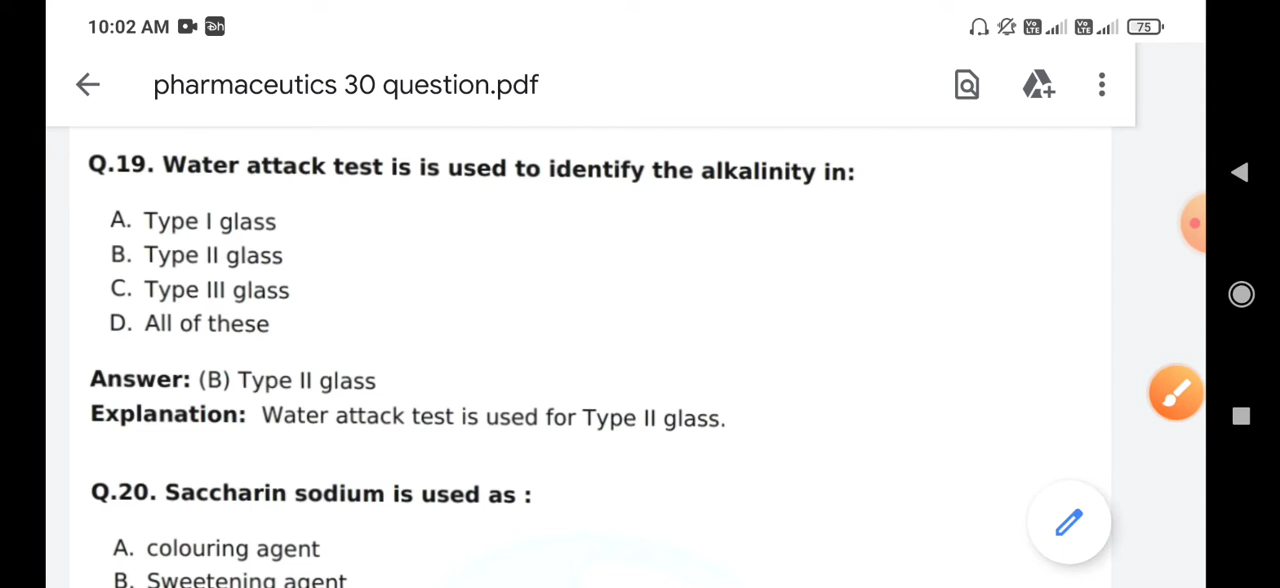 10:02 AM
75
pharmaceutics 30 question.pdf
Q.19. Water attack test is is used to identify the alkalinity in:
A. Type I glass
B. Type II glass
C. Type III glass
D. All of these
Answer: (B) Type II glass
Explanation: Water attack test is used for Type II glass.
Q.20. Saccharin sodium is used as :
A. colouring agent
B. Sweetening agent